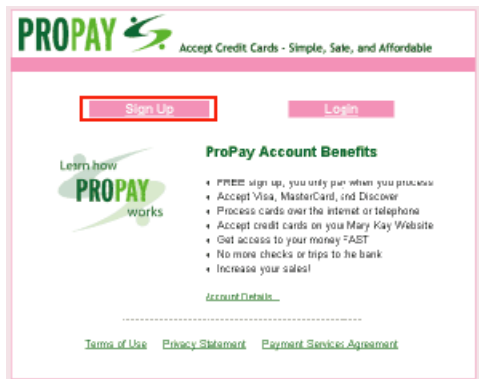 PROPAY Accept Credit Cards - Simple, Safe, and Affordable
Sign Up Login
ProPay Account Benefits
Learn how
PROPAY
works
FREE sign up, you only pay when you process
Accept Visa, MasterCard, and Discover
Process cards over the internet or telephone
Accept credit cards on you Mary Kay Website
Get access to your money FAST
No more checks or trips to the bank
Increase your sales!
Account Details...
Terms of Use Privacy Statement Payment Services Agreement